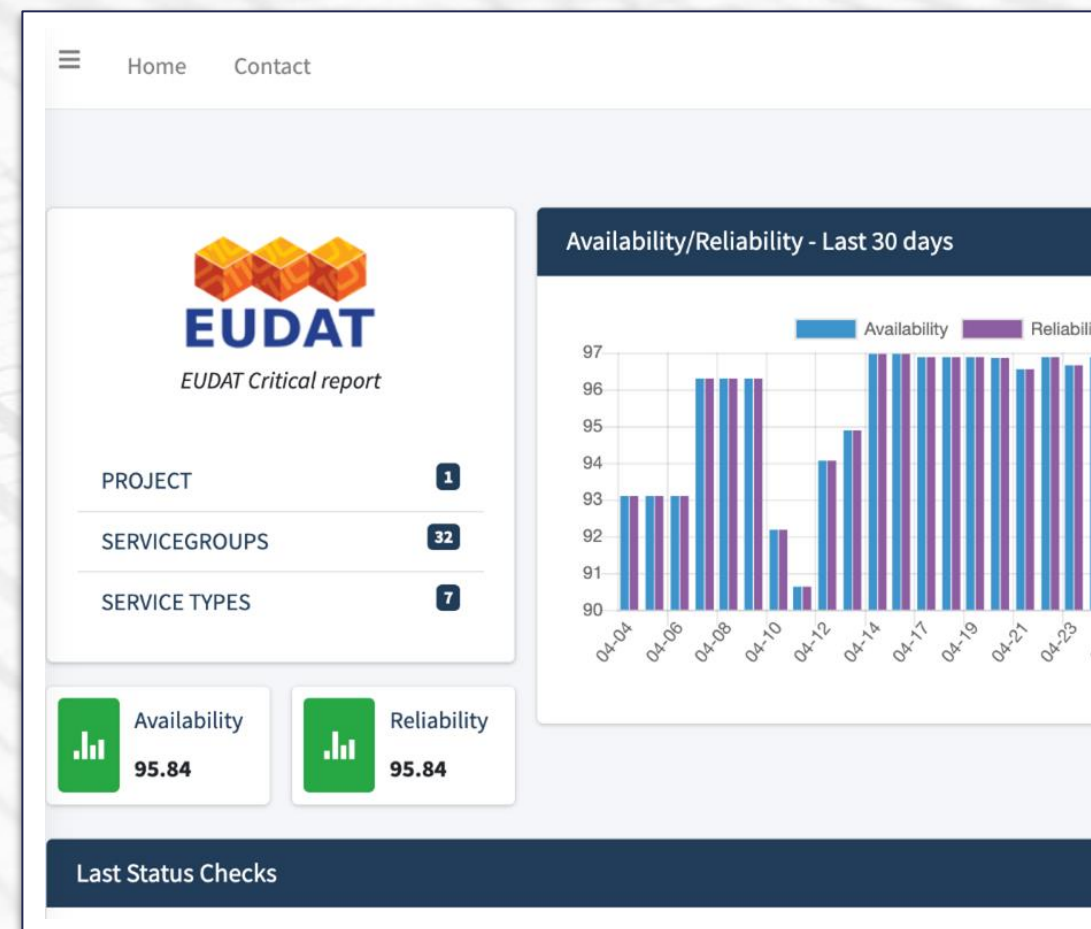 Home Contact
EUDAT
EUDAT Critical report
PROJECT 1
SERVICEGROUPS 32
SERVICE TYPES 7
Availability
95.84
Reliability
95.84
Availability/Reliability - Last 30 days
Availability Reliabili
97
96
95
94
93
92
91
90
04-04 04-06 04-08 04-10 04-12 04-14 04-17 04-19 04-21 04-23
Last Status Checks